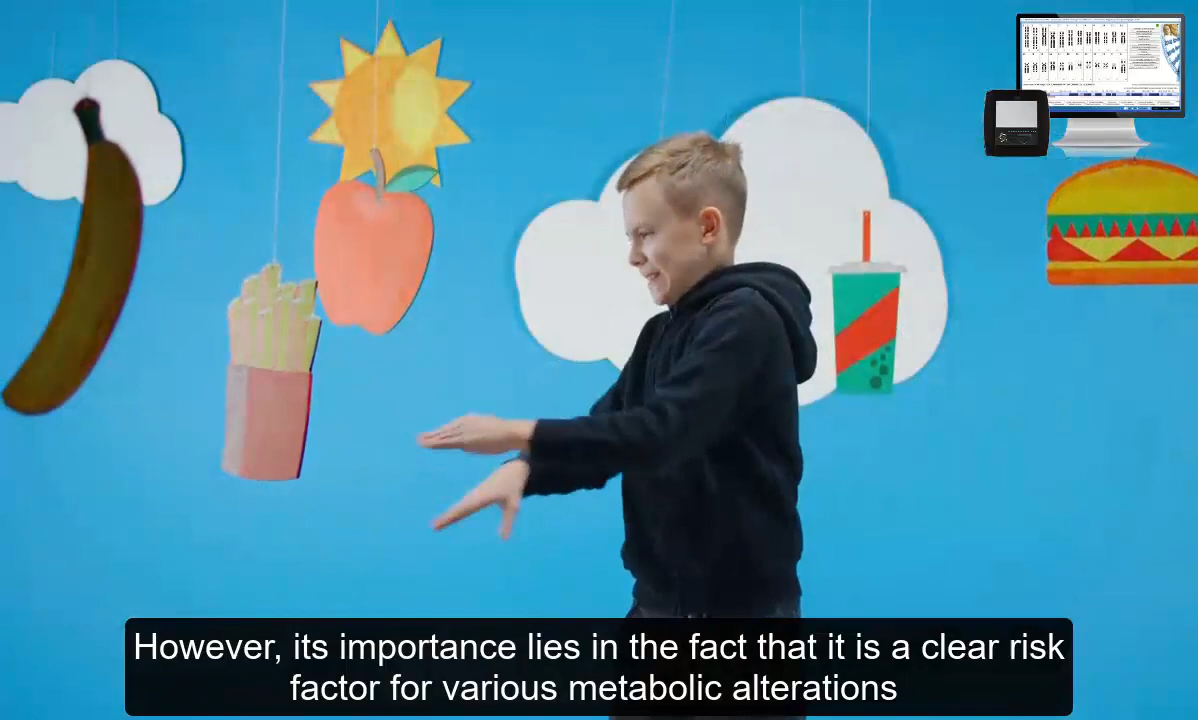 However, its importance lies in the fact that it is a clear risk
factor for various metabolic alterations